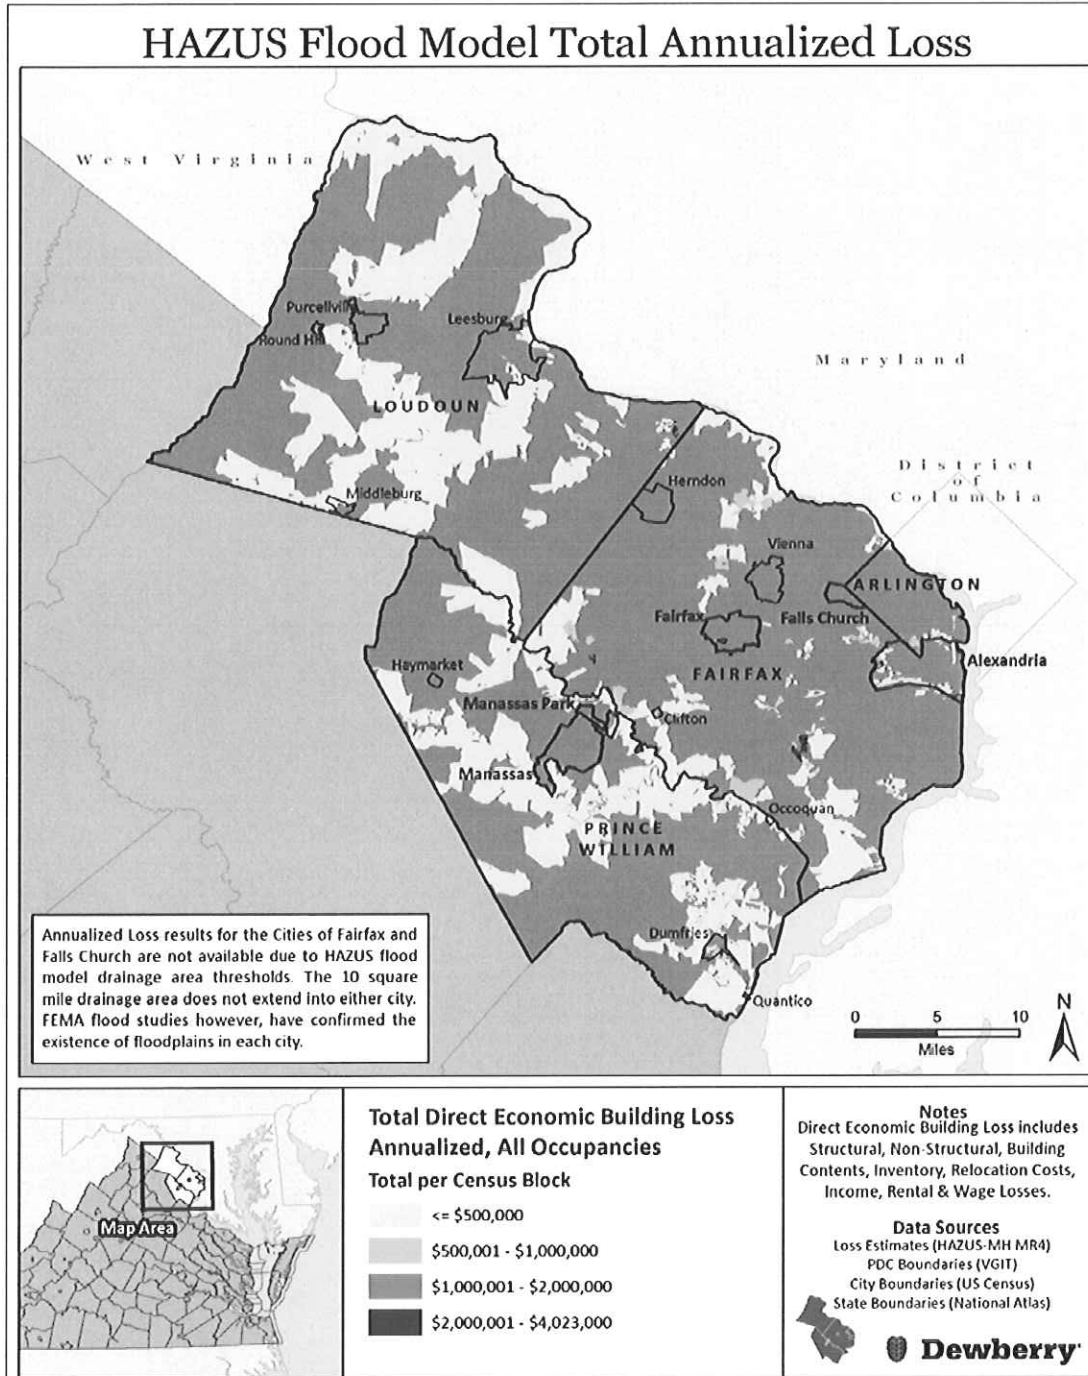 HAZUS Flood Model Total Annualized Loss
West Virginia
Maryland
District
of
Columbia
Purcellville
Leesburg
Round Hill
LOUDOUN
Middleburg
Herndon
Vienna
ARLINGTON
Fairfax
Falls Church
Alexandria
FAIRFAX
Haymarket
Manassas Park
Clifton
Manassas
Occoquan
PRINCE
WILLIAM
Dumfries
Quantico
Annualized Loss results for the Cities of Fairfax and
Falls Church are not available due to HAZUS flood
model drainage area thresholds. The 10 square
mile drainage area does not extend into either city.
FEMA flood studies however, have confirmed the
existence of floodplains in each city.
N
0 5 10
Miles
Map Area
Total Direct Economic Building Loss
Annualized, All Occupancies
Total per Census Block
<= $500,000
$500,001 - $1,000,000
$1,000,001 - $2,000,000
$2,000,001 - $4,023,000
Notes
Direct Economic Building Loss includes
Structural, Non-Structural, Building
Contents, Inventory, Relocation Costs,
Income, Rental & Wage Losses.
Data Sources
Loss Estimates (HAZUS-MH MR4)
PDC Boundaries (VGIT)
City Boundaries (US Census)
State Boundaries (National Atlas)
Dewberry